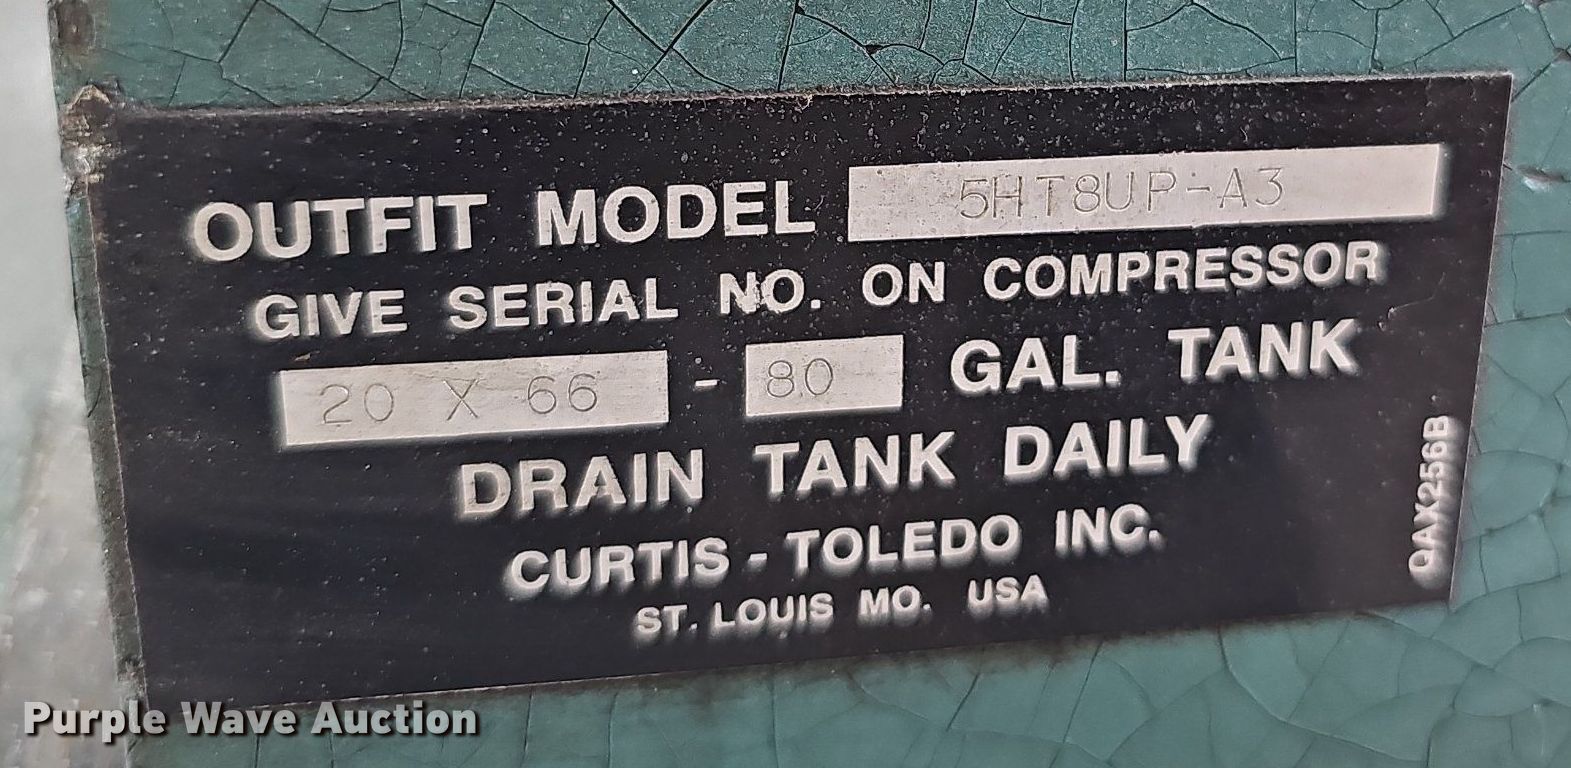 OUTFIT MODEL 5HT8UP-A3
GIVE SERIAL NO. ON COMPRESSOR
20 X 66 - 80 GAL. TANK
DRAIN TANK DAILY
CURTIS - TOLEDO INC.
ST. LOUIS MO. USA
QAX256B
Purple Wave Auction